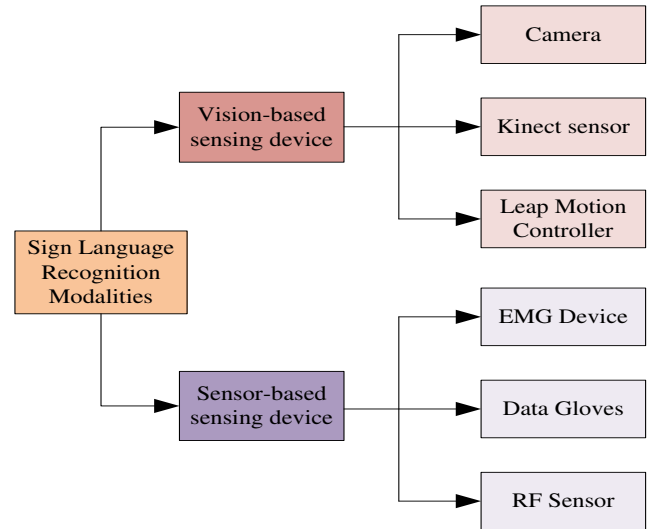 Sign Language
Recognition
Modalities
Vision-based
sensing device
Camera
Kinect sensor
Leap Motion
Controller
Sensor-based
sensing device
EMG Device
Data Gloves
RF Sensor